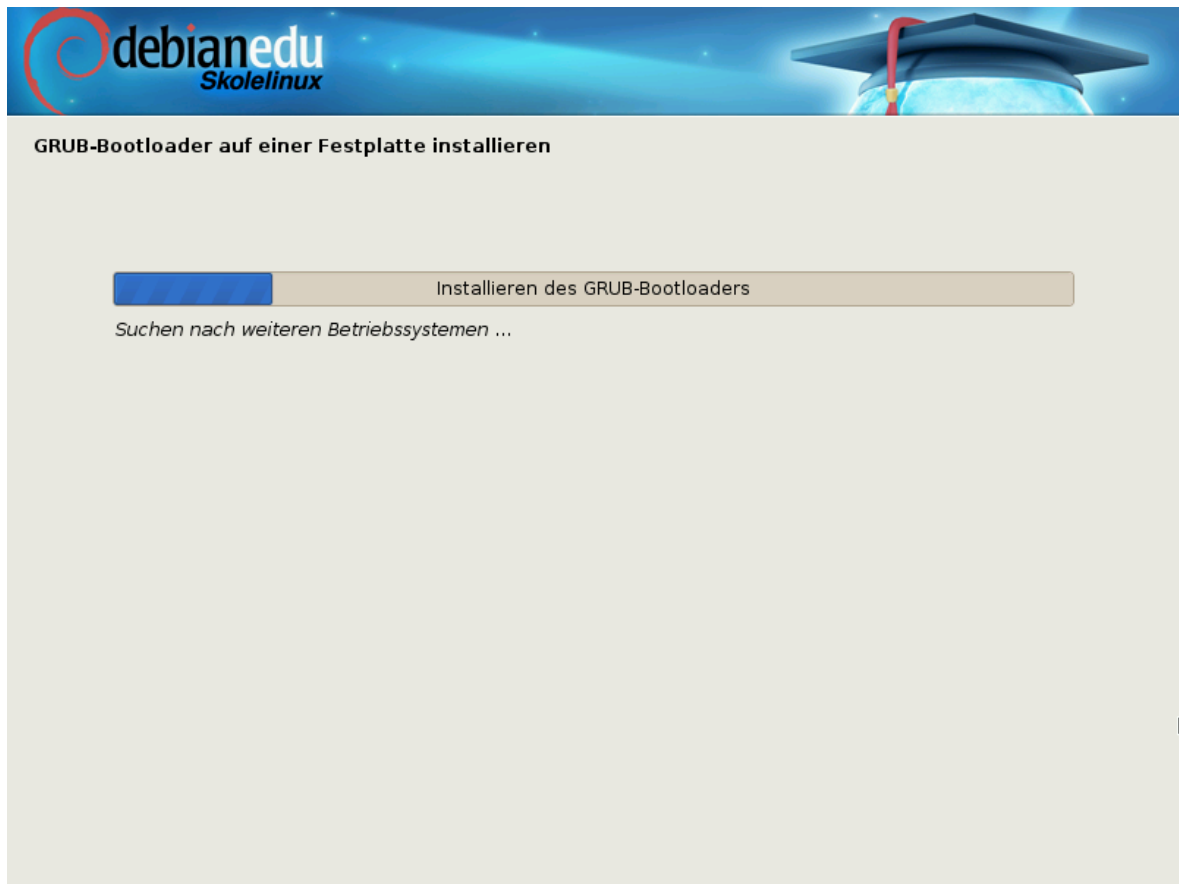 debianedu
Skolelinux
GRUB-Bootloader auf einer Festplatte installieren
Installieren des GRUB-Bootloaders
Suchen nach weiteren Betriebssystemen ...